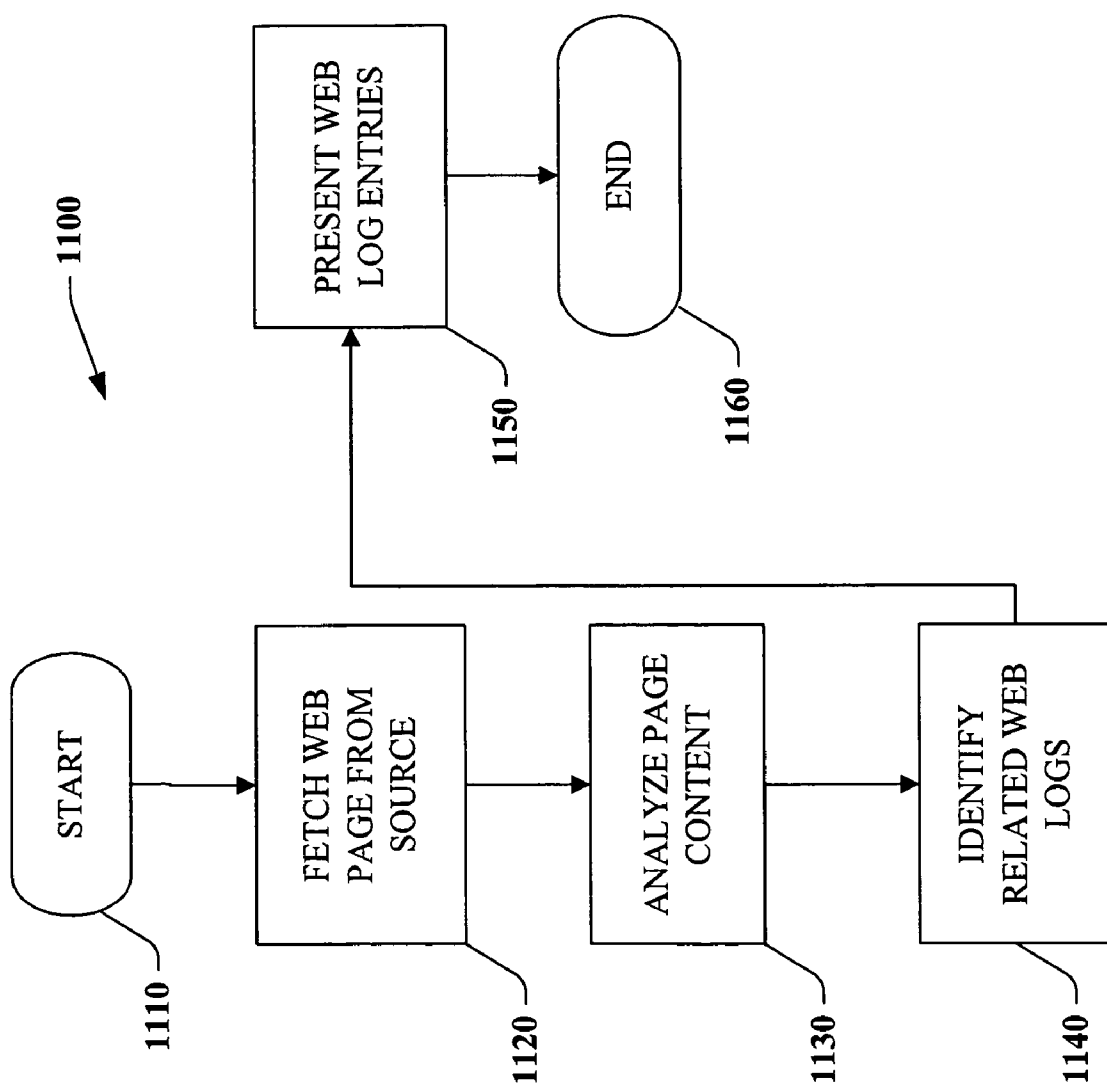 1100
START
1110
FETCH WEB
PAGE FROM
SOURCE
1120
ANALYZE PAGE
CONTENT
1130
IDENTIFY
RELATED WEB
LOGS
1140
PRESENT WEB
LOG ENTRIES
1150
END
1160